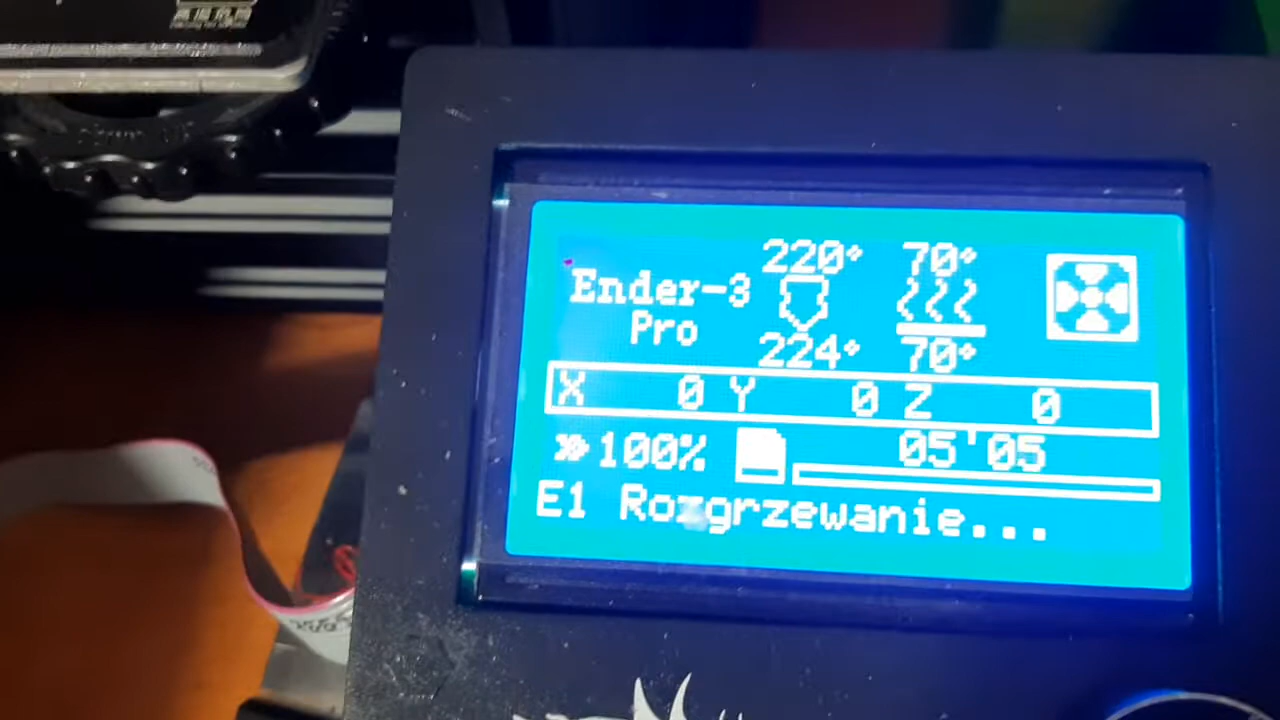 220° 70°
Ender-3
Pro
224° 70°
X 0 Y 0 Z 0
100% 05'05
E1 Rozgrzewanie...